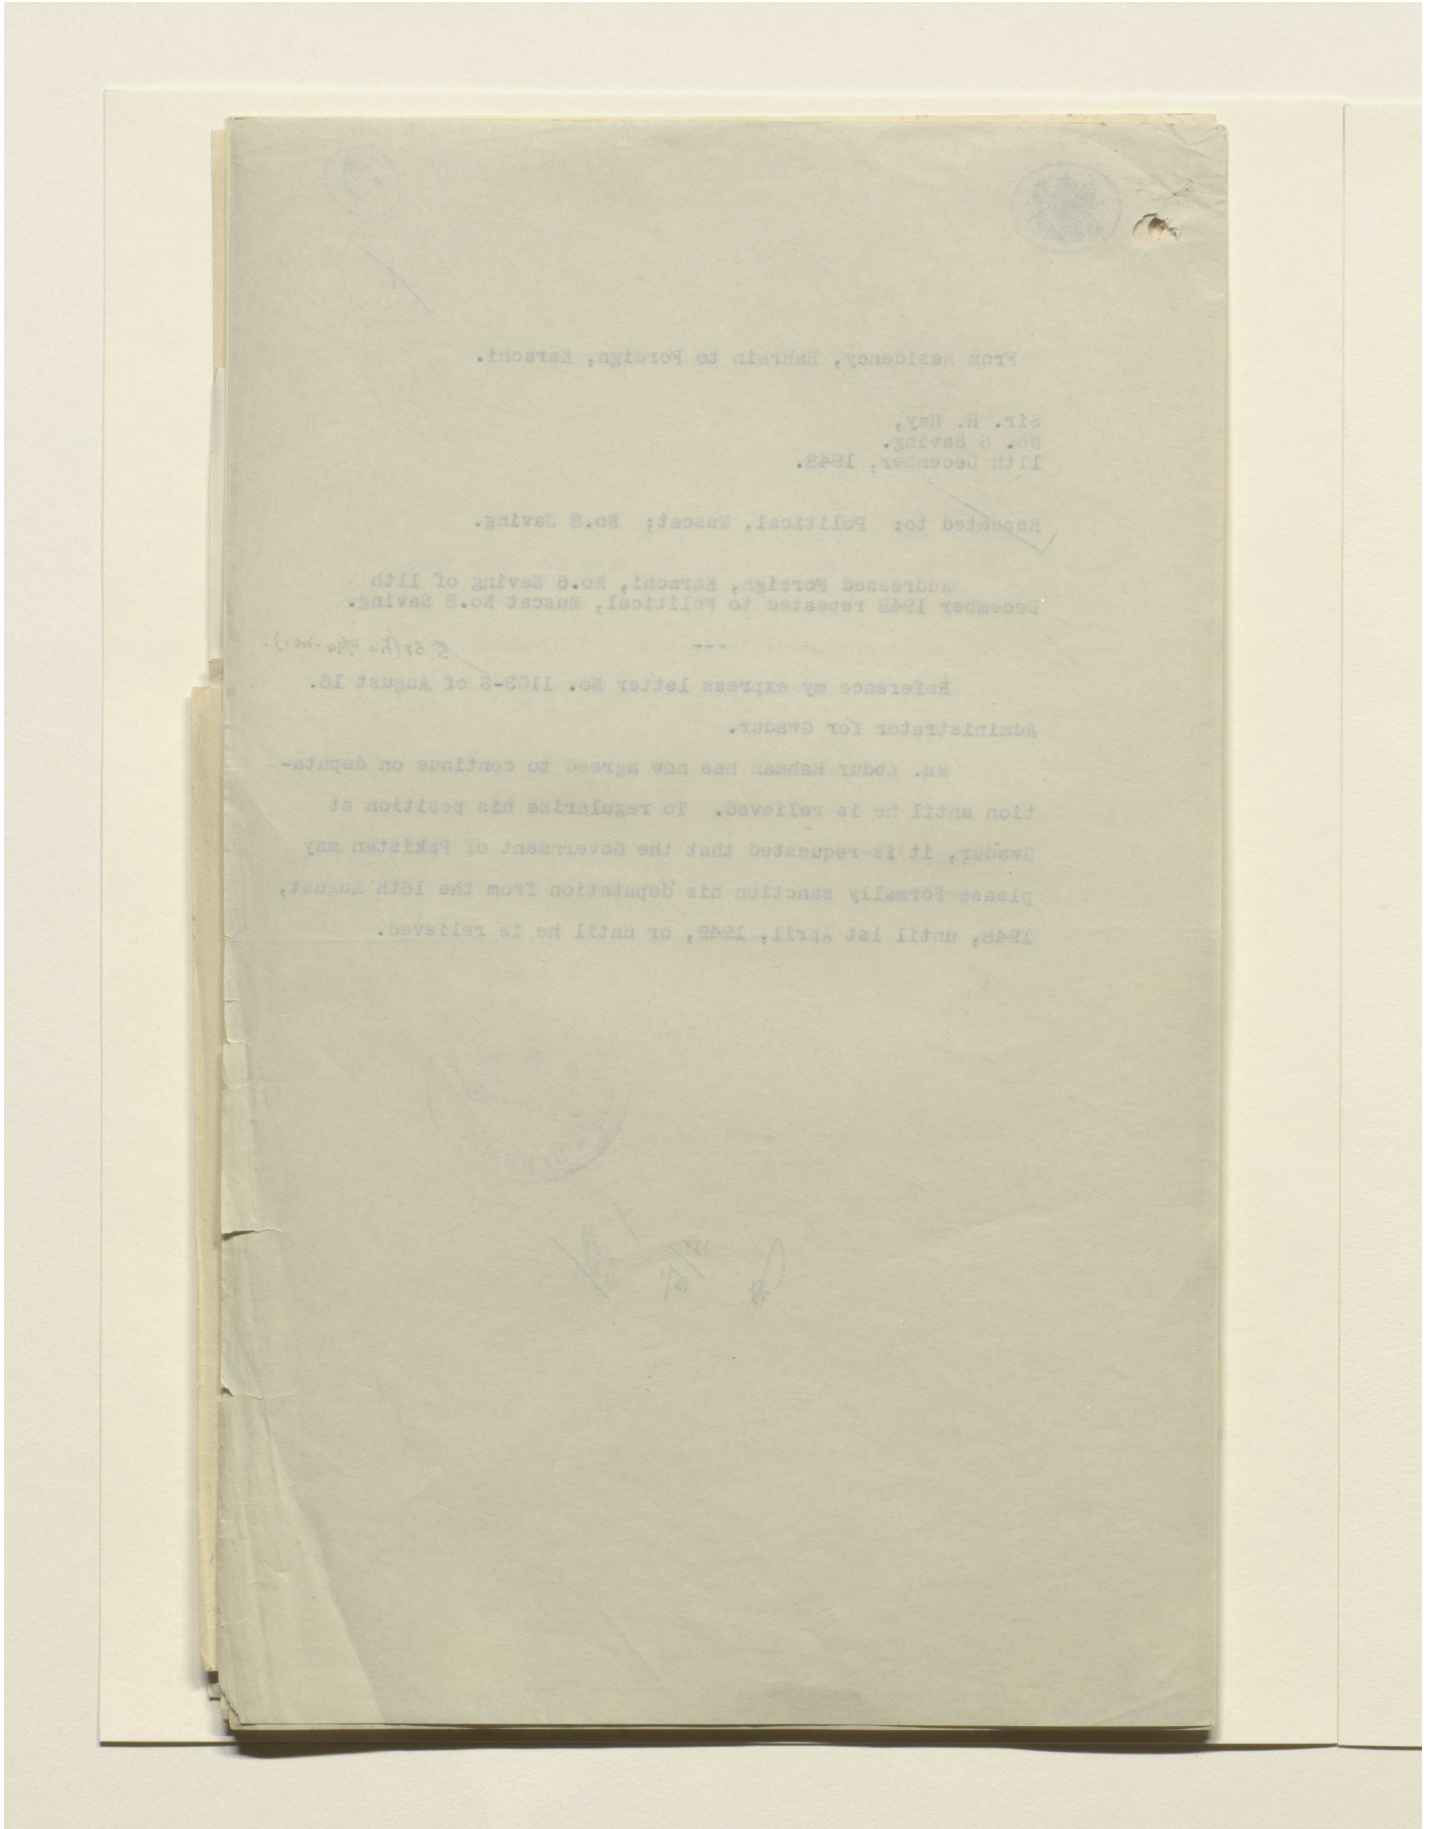 From Residency, Bahrain to Foreign, Karachi.
Sir. R. Hay,
No. 6 Saving.
11th December, 1948.
Repeated to: Political, Muscat; No.8 Saving.
Addressed Foreign, Karachi, No.6 Saving of 11th
December 1948 repeated to Political, Muscat No.8 Saving.
---
Reference my express letter No. 1103-S of August 16.
Administrator for Gwadur.
Mr. Abdur Rahman has now agreed to continue on deputa-
tion until he is relieved. To regularise his position at
Gwadur, it is requested that the Government of Pakistan may
please formally sanction his deputation from the 16th August,
1948, until 1st April, 1949, or until he is relieved.